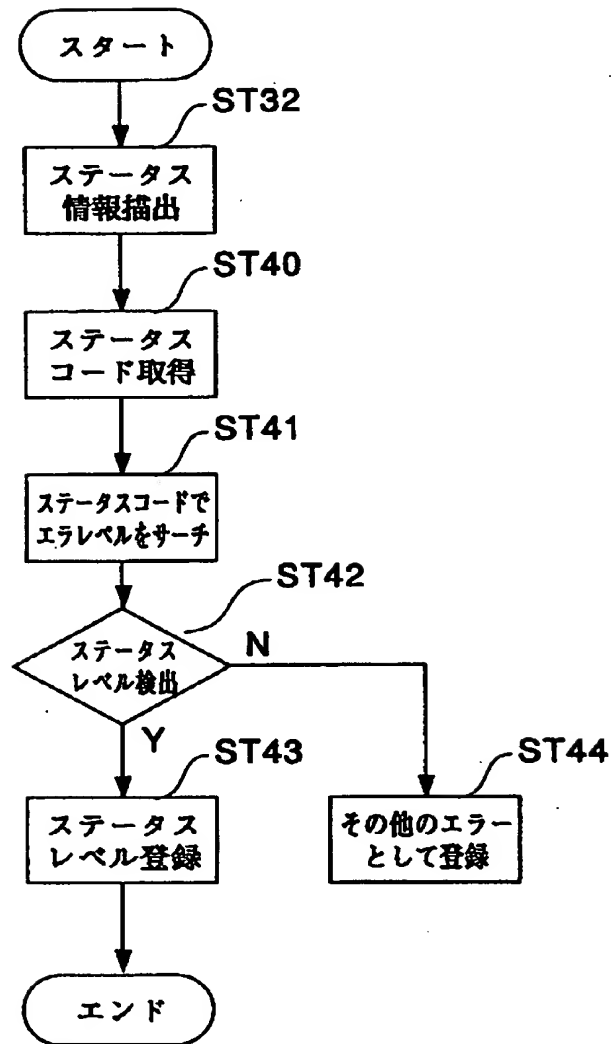 スタート
ST32
ステータス
情報描出
ST40
ステータス
コード取得
ST41
ステータスコードで
エラレベルをサーチ
ST42
ステータス
レベル検出
N
Y
ST43
ステータス
レベル登録
ST44
その他のエラー
として登録
エンド